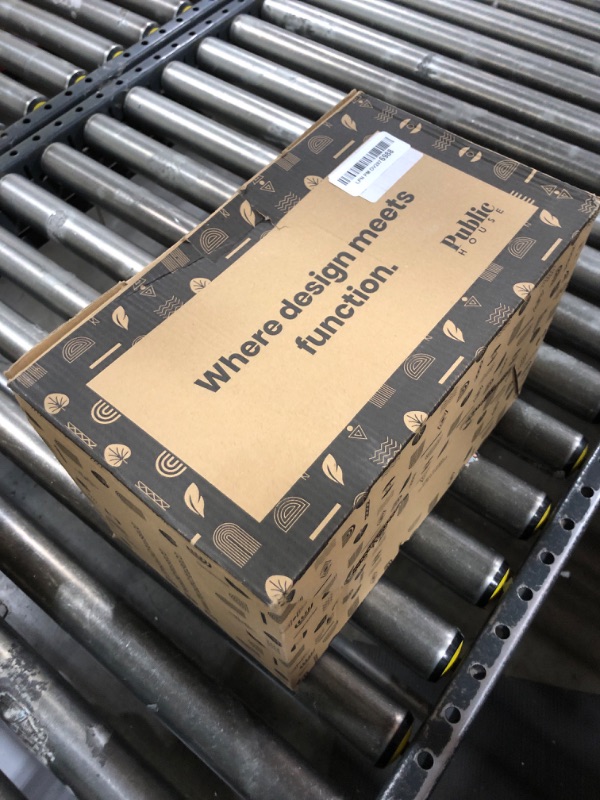 Where design meets
function.
Public
HOUSE